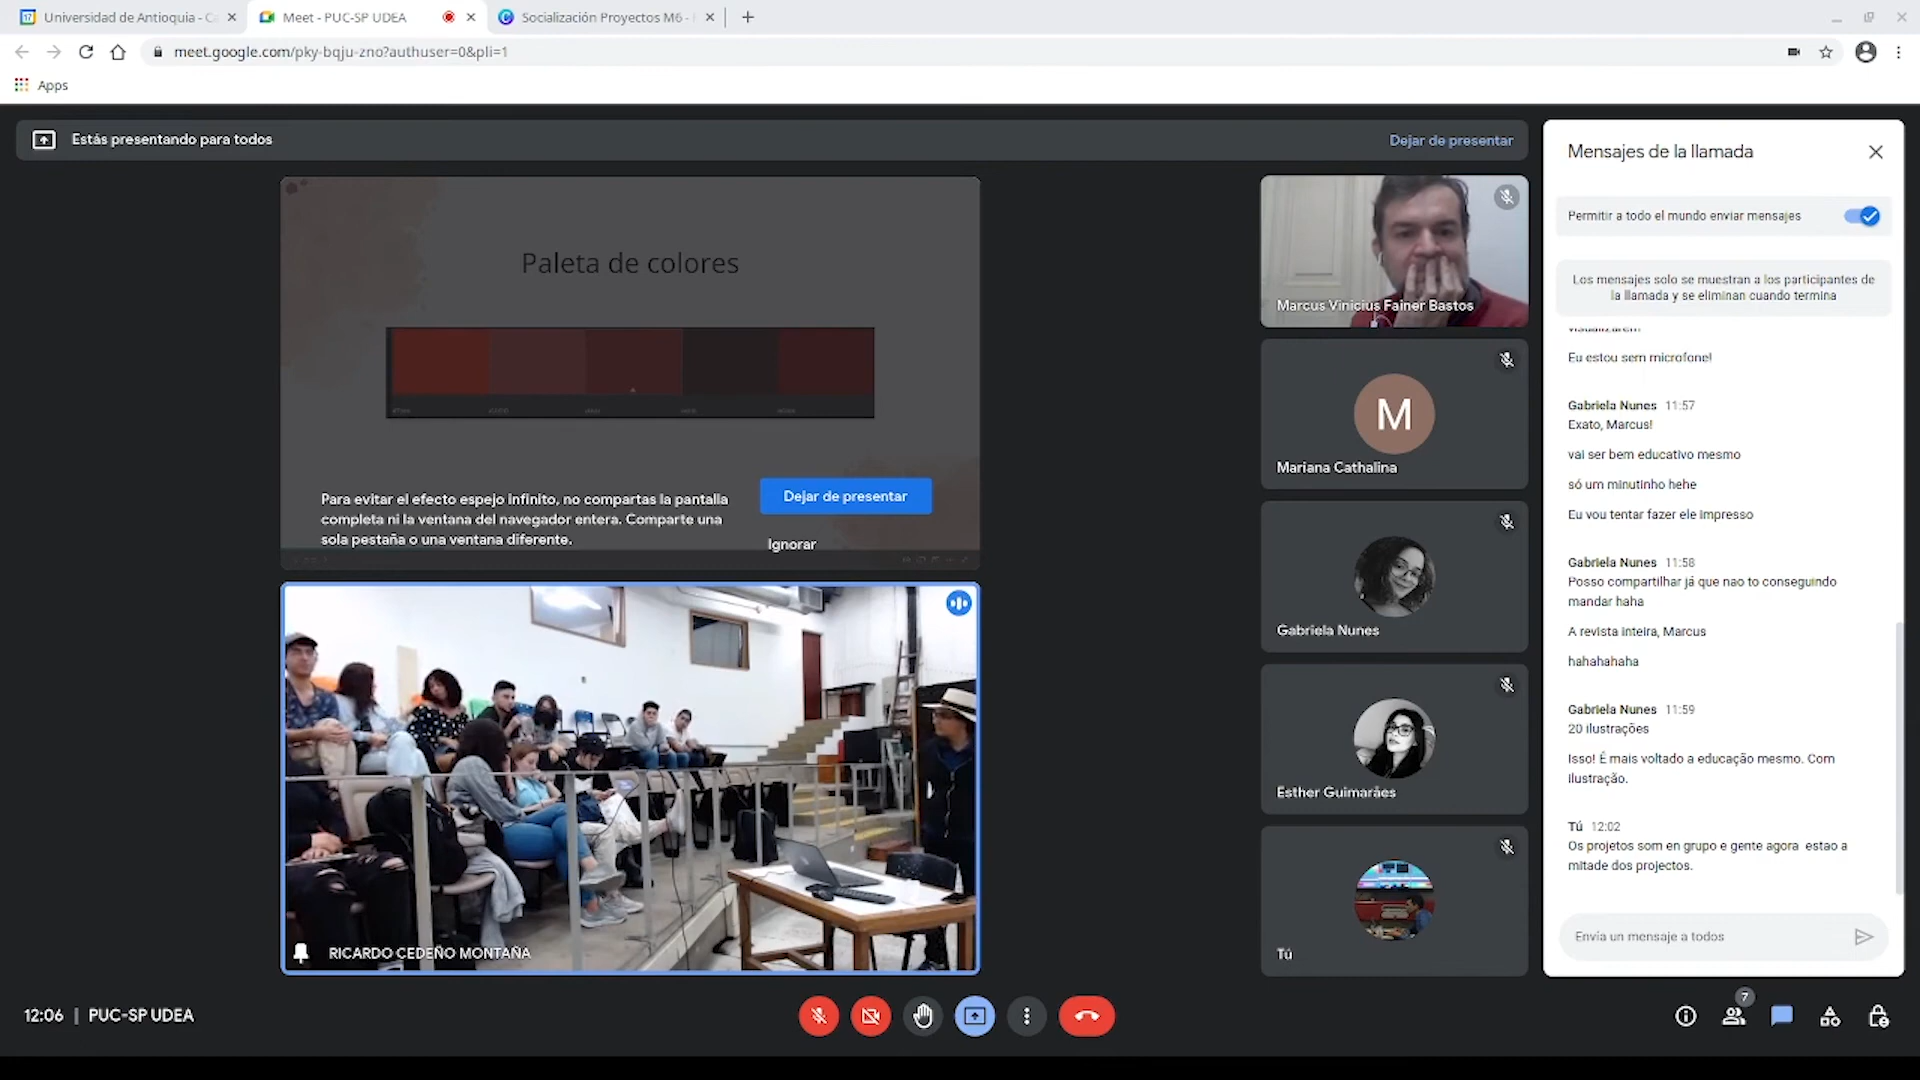 Universidad de Antioquia - Ca
Meet - PUC-SP UDEA
Socialización Proyectos M6 -
meet.google.com/pky-bqju-zno?authuser=0&pli=1
Apps
Estás presentando para todos
Dejar de presentar
Paleta de colores
Para evitar el efecto espejo infinito, no compartas la pantalla
completa ni la ventana del navegador entera. Comparte una
sola pestaña o una ventana diferente.
Dejar de presentar
Ignorar
RICARDO CEDEÑO MONTAÑA
Marcus Vinicius Fainer Bastos
M
Mariana Cathalina
Gabriela Nunes
Esther Guimarães
Tú
Mensajes de la llamada
Permitir a todo el mundo enviar mensajes
Los mensajes solo se muestran a los participantes de
la llamada y se eliminan cuando termina
visualizarem
Eu estou sem microfone!
Gabriela Nunes 11:57
Exato, Marcus!
vai ser bem educativo mesmo
só um minutinho hehe
Eu vou tentar fazer ele impresso
Gabriela Nunes 11:58
Posso compartilhar já que nao to conseguindo
mandar haha
A revista inteira, Marcus
hahahahaha
Gabriela Nunes 11:59
20 ilustrações
Isso! É mais voltado a educação mesmo. Com
ilustração.
Tú 12:02
Os projetos som en grupo e gente agora estao a
mitade dos projectos.
Envía un mensaje a todos
12:06 | PUC-SP UDEA
7